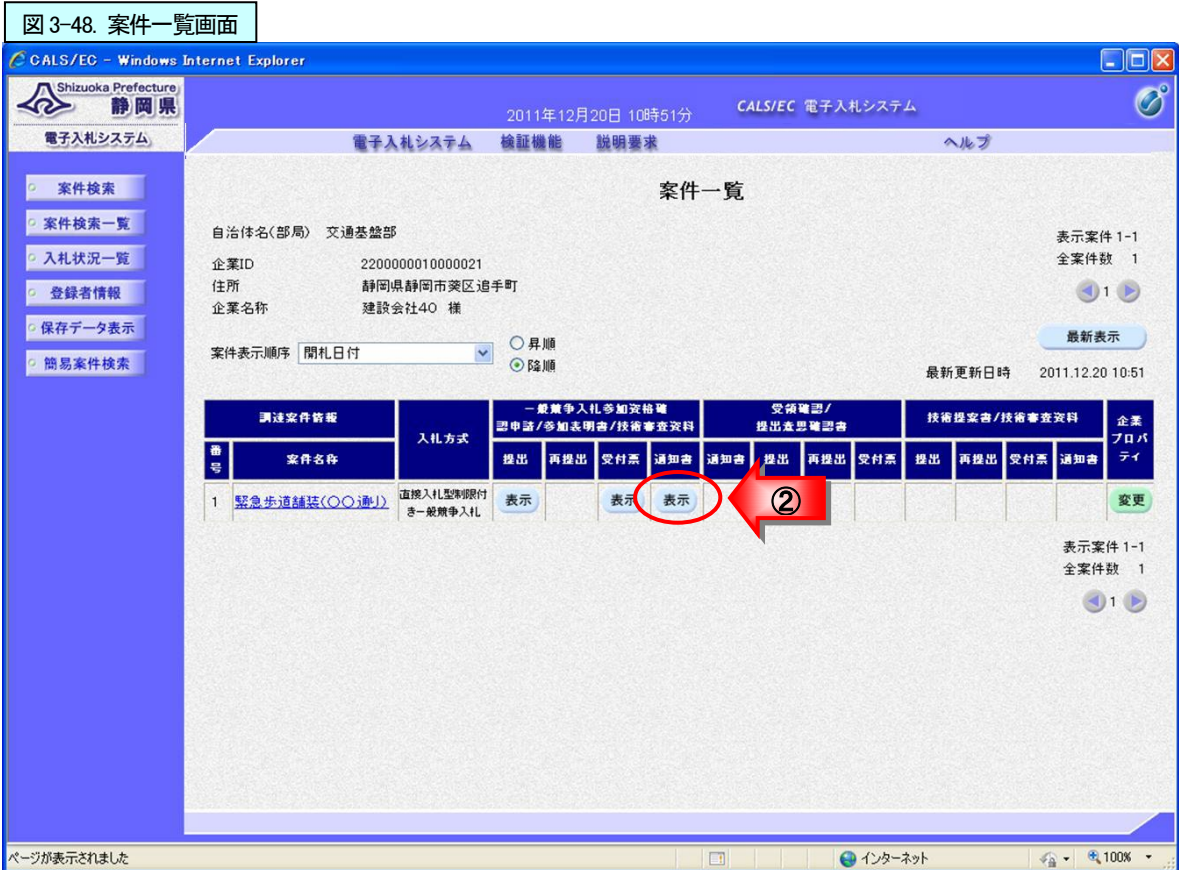 図 3-48. 案件一覧画面
CALS/EC - Windows Internet Explorer
Shizuoka Prefecture
静岡県
2011年12月20日 10時51分
CALS/EC 電子入札システム
電子入札システム
電子入札システム 検証機能 説明要求 ヘルプ
案件検索
案件検索一覧
入札状況一覧
登録者情報
保存データ表示
簡易案件検索
案件一覧
自治体名(部局) 交通基盤部
企業ID 2200000010000021
住所 静岡県静岡市葵区追手町
企業名称 建設会社40 様
表示案件 1-1
全案件数 1
1
案件表示順序 開札日付
昇順
降順
最新表示
最新更新日時 2011.12.20 10:51
調達案件情報
入札方式
一般競争入札参加資格確
認申請/参加表明書/技術審査資料
受領確認/
提出意思確認書
技術提案書/技術審査資料
企業
プロパ
ティ
番
号
案件名称
提出 再提出 受付票 通知書 通知書 提出 再提出 受付票 提出 再提出 受付票 通知書
1 緊急歩道舗装(〇〇通り)
直接入札型制限付
き一般競争入札
表示 表示 表示
②
変更
表示案件 1-1
全案件数 1
1
ページが表示されました
インターネット
100%